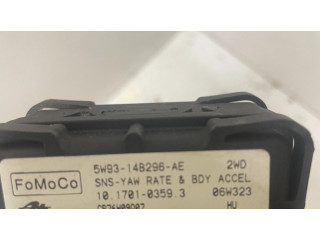 5W93-14B296-AE 2WD
FoMoCo SNS-YAW RATE & BDY ACCEL
10.1701-0359.3 06W323
HU